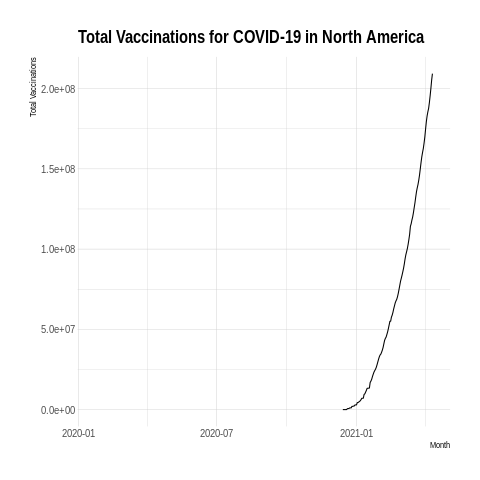 Total Vaccinations for COVID-19 in North America
Total Vaccinations
2.0e+08
1.5e+08
1.0e+08
5.0e+07
0.0e+00
2020-01 2020-07 2021-01
Month